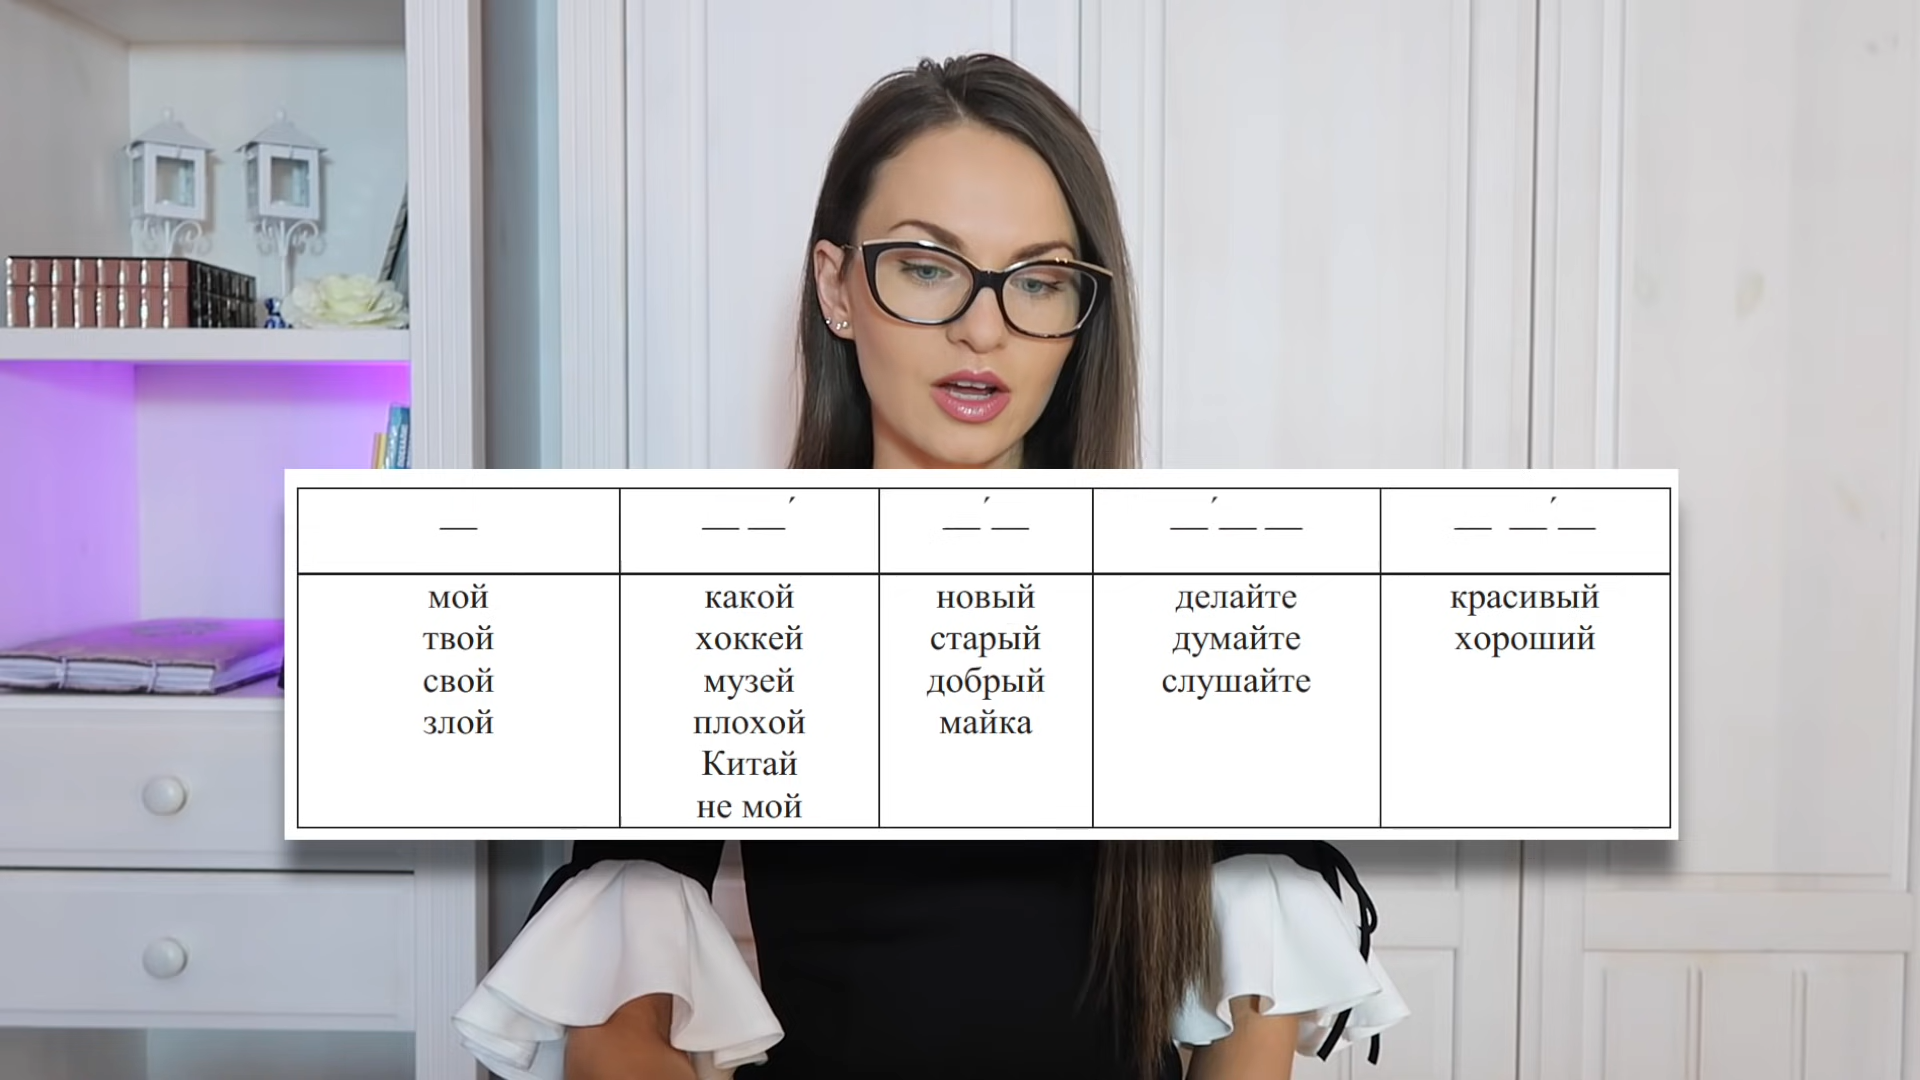 — — —́ —́ — —́ — — — —́ —
мой какой новый делайте красивый
твой хоккей старый думайте хороший
свой музей добрый слушайте
злой плохой майка
Китай
не мой